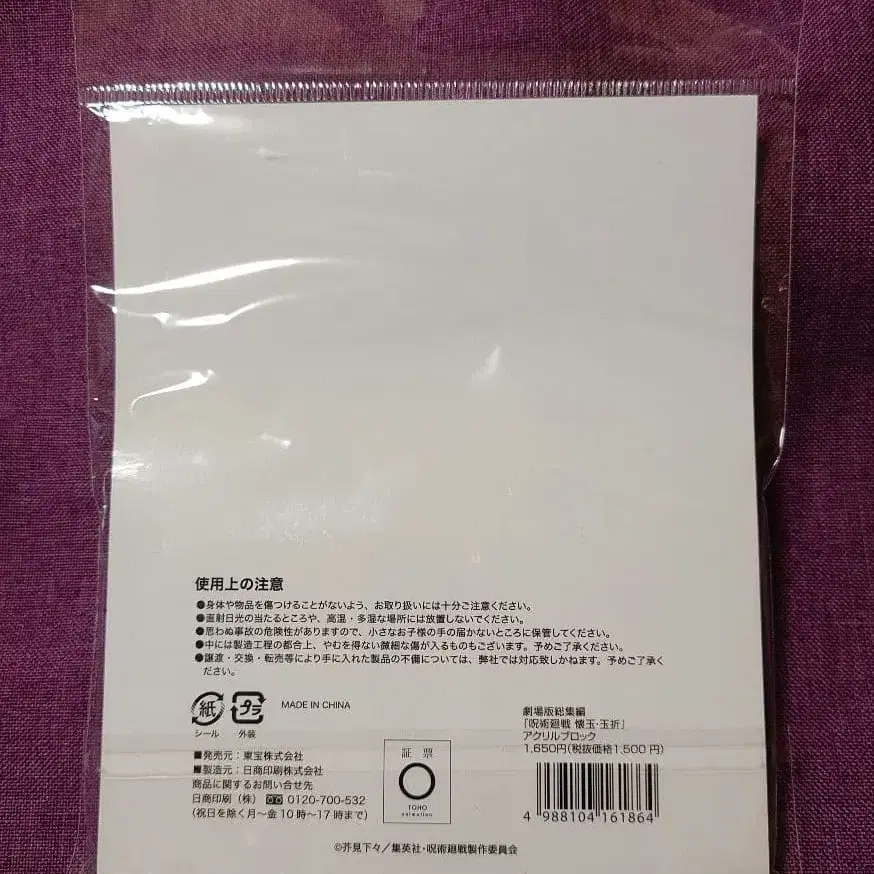 使用上の注意
●身体や物品を傷つけることがないよう、お取り扱いには十分ご注意ください。
●直射日光の当たるところや、高温・多湿な場所には放置しないでください。
●思わぬ事故の危険性がありますので、小さなお子様の手の届かないところに保管してください。
●中には製造工程の都合上、やむを得ない微細な傷が入るものもございます。予めご了承ください。
●譲渡・交換・転売等により手に入れた製品の不備については、弊社では対応致しかねます。予めご了承く
ださい。
紙 プラ MADE IN CHINA
シール 外装
劇場版総集編
『呪術廻戦 懐玉・玉折』
アクリルブロック
1,650円(税抜価格1,500円)
■発売元：東宝株式会社
■製造元：日商印刷株式会社
商品に関するお問い合せ先
日商印刷（株） 0120-700-532
(祝日を除く月〜金10時〜17時まで)
証票
TOHO
animation
4 988104 161864
©芥見下々／集英社・呪術廻戦製作委員会